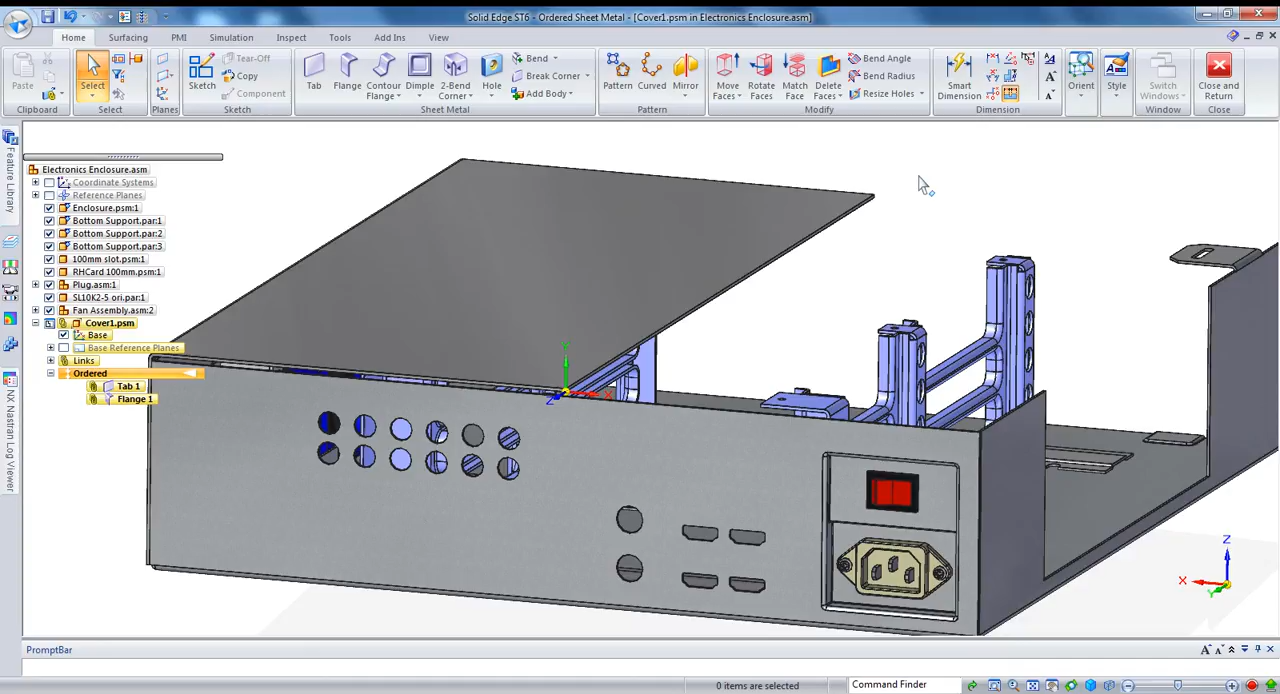 Solid Edge ST6 - Ordered Sheet Metal - [Cover1.psm in Electronics Enclosure.asm]
Home Surfacing PMI Simulation Inspect Tools Add Ins View
Paste
Clipboard
Select
Select
Planes
Sketch
Tear-Off
Copy
Component
Sketch
Tab
Flange
Contour Flange
Dimple
2-Bend Corner
Hole
Bend
Break Corner
Add Body
Sheet Metal
Pattern
Curved
Mirror
Pattern
Move Faces
Rotate Faces
Match Face
Delete Faces
Bend Angle
Bend Radius
Resize Holes
Modify
Smart Dimension
Dimension
Orient
Style
Switch Windows
Window
Close and Return
Close
Feature Library
NX Nastran Log Viewer
Electronics Enclosure.asm
Coordinate Systems
Reference Planes
Enclosure.psm:1
Bottom Support.par:1
Bottom Support.par:2
Bottom Support.par:3
100mm slot.psm:1
RHCard 100mm.psm:1
Plug.asm:1
SL10K2-5 ori.par:1
Fan Assembly.asm:2
Cover1.psm
Base
Base Reference Planes
Links
Ordered
Tab 1
Flange 1
Y
X
Z
Z
X
Y
PromptBar
0 items are selected
Command Finder